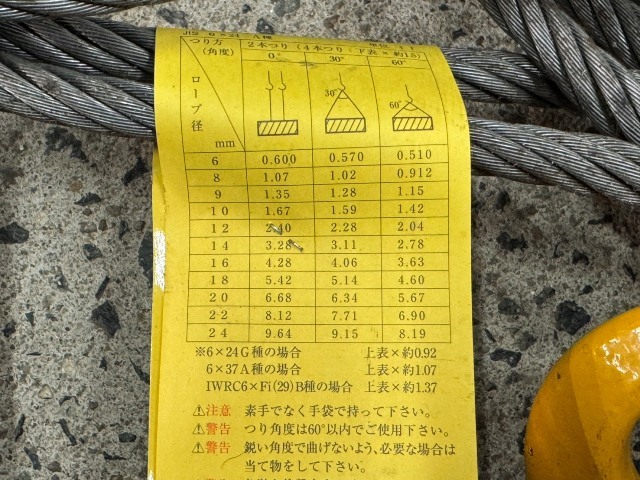 JIS 6×24 A種
つり方(角度) 2本つり (4本つり:下表×約1.5)
0° 30° 60°
ロープ径 mm
30°
60°
6 0.600 0.570 0.510
8 1.07 1.02 0.912
9 1.35 1.28 1.15
10 1.67 1.59 1.42
12 2.40 2.28 2.04
14 3.28 3.11 2.78
16 4.28 4.06 3.63
18 5.42 5.14 4.60
20 6.68 6.34 5.67
22 8.12 7.71 6.90
24 9.64 9.15 8.19
※6×24G種の場合 上表×約0.92
6×37A種の場合 上表×約1.07
IWRC6×Fi(29)B種の場合 上表×約1.37
⚠注意 素手でなく手袋で持って下さい。
⚠警告 つり角度は60°以内でご使用下さい。
⚠警告 鋭い角度で曲げないよう、必要な場合は
当て物をして下さい。